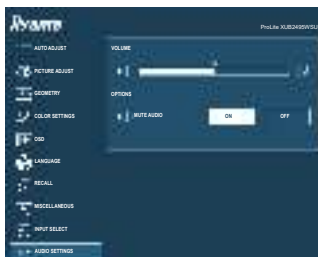 iiyama
ProLite XUB2495WSU
AUTO ADJUST
PICTURE ADJUST
GEOMETRY
COLOR SETTINGS
OSD
LANGUAGE
RECALL
MISCELLANEOUS
INPUT SELECT
AUDIO SETTINGS
VOLUME
OPTIONS
MUTE AUDIO
ON
OFF